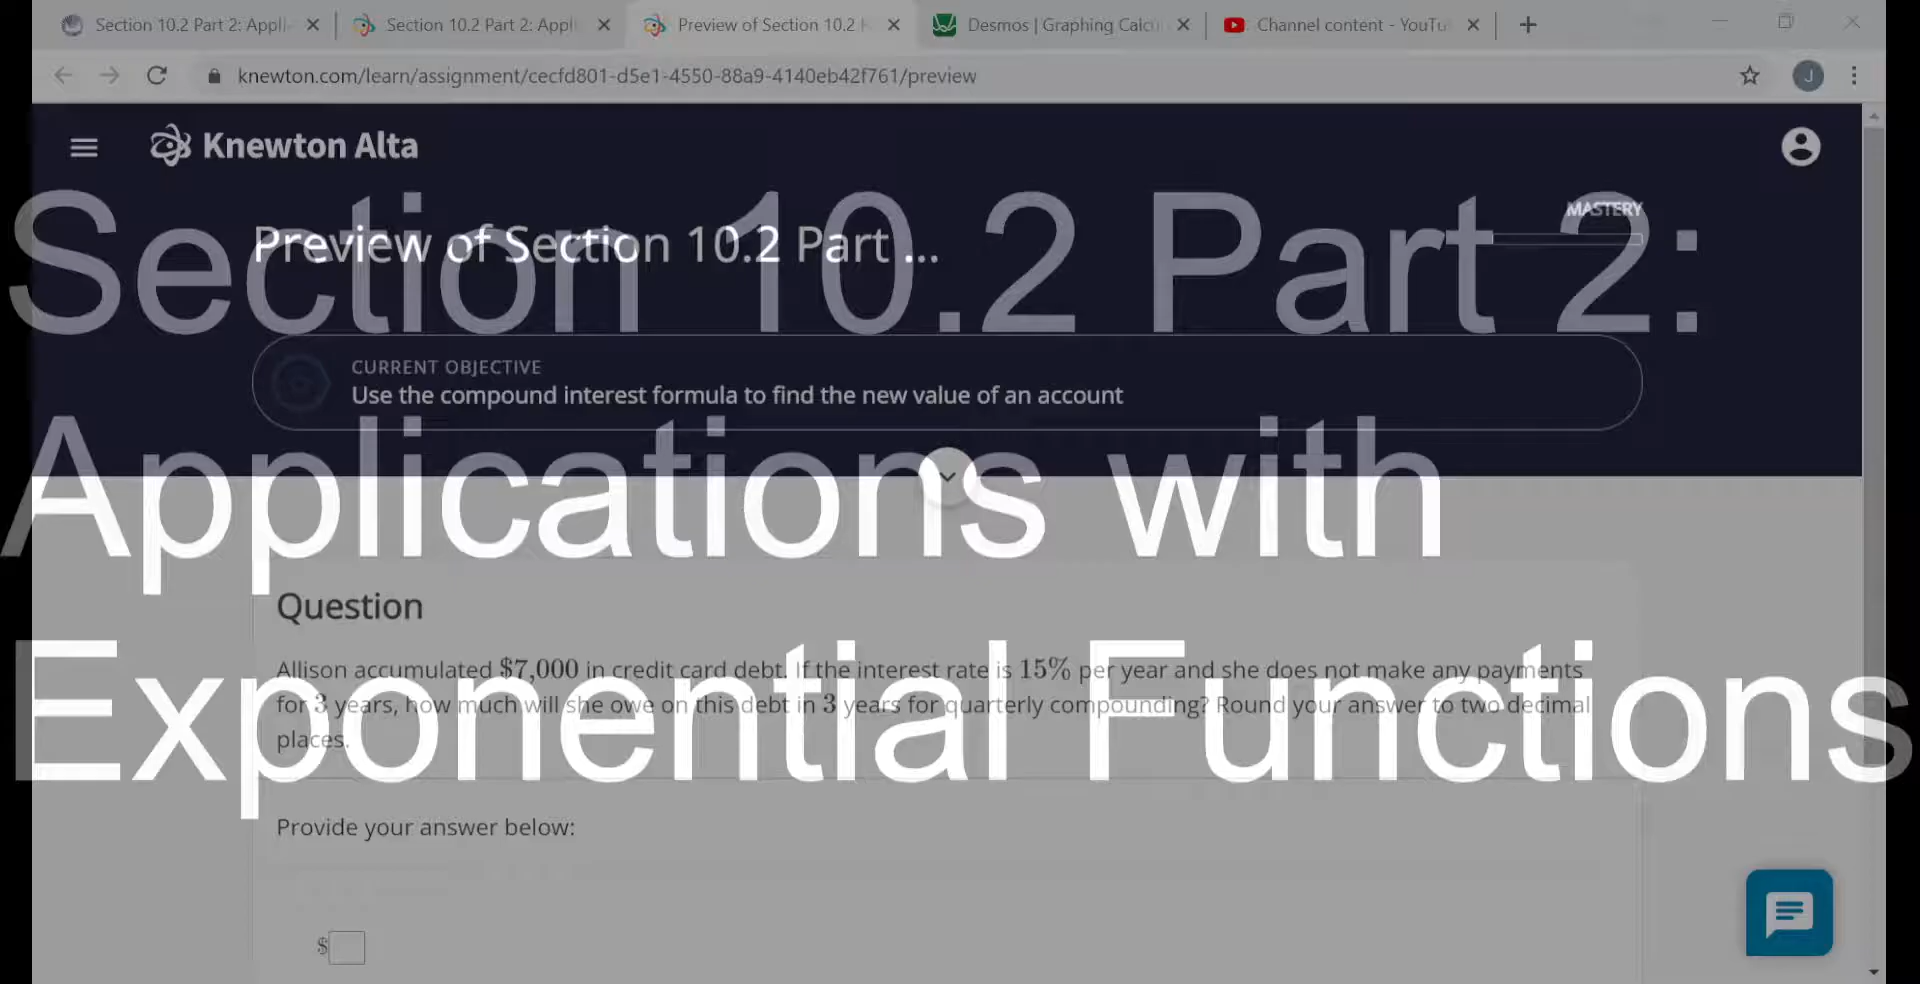 Section 10.2 Part 2: Appli
Section 10.2 Part 2: Appl
Preview of Section 10.2
Desmos | Graphing Calcu
Channel content - YouTu
knewton.com/learn/assignment/cecfd801-d5e1-4550-88a9-4140eb42f761/preview
J
Knewton Alta
MASTERY
Preview of Section 10.2 Part ...
Section 10.2 Part 2:
CURRENT OBJECTIVE
Use the compound interest formula to find the new value of an account
Applications with
Question
Exponential Functions
Allison accumulated $7,000 in credit card debt. If the interest rate is 15% per year and she does not make any payments
for 3 years, how much will she owe on this debt in 3 years for quarterly compounding? Round your answer to two decimal
places.
Provide your answer below:
$